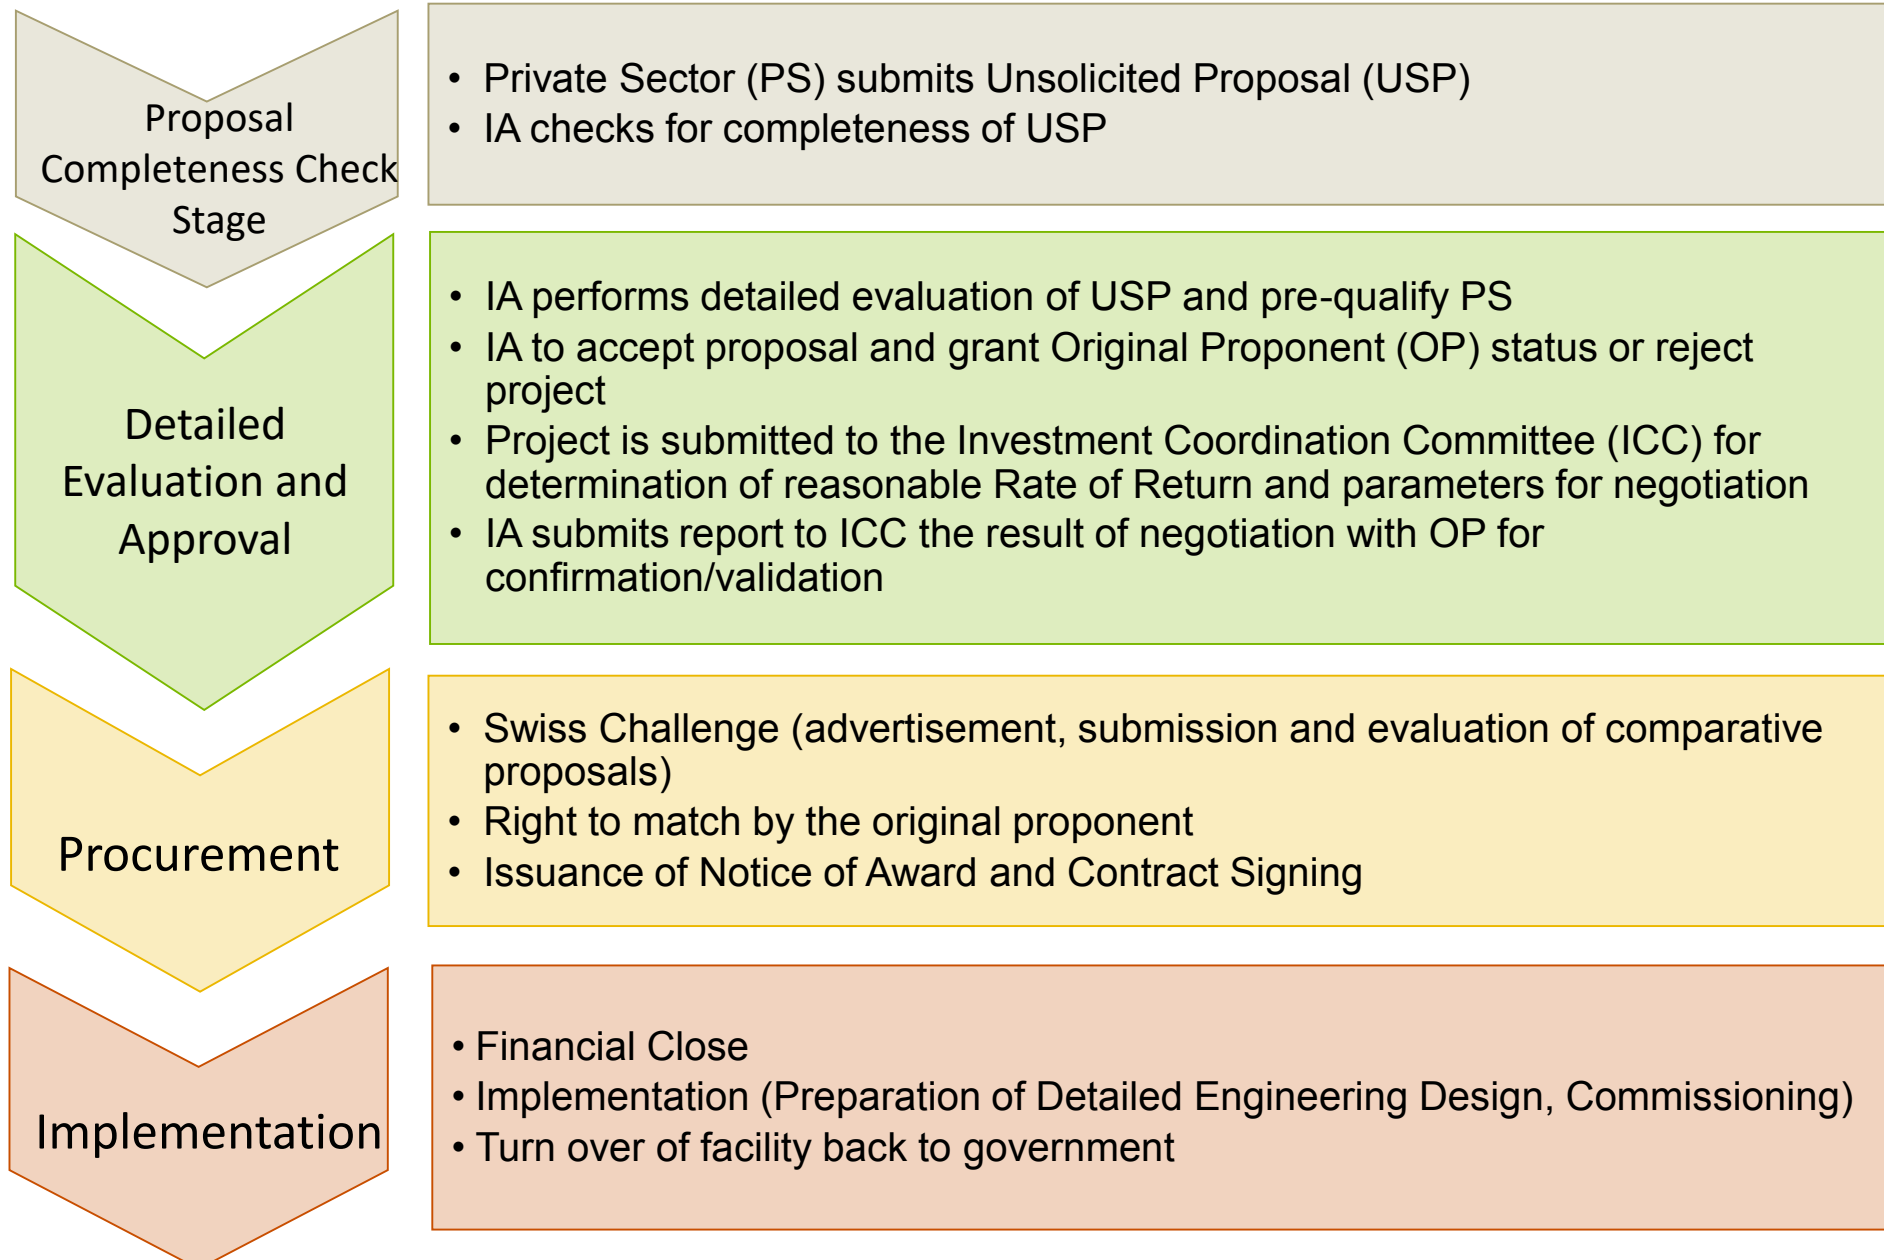 Proposal
Completeness Check
Stage
• Private Sector (PS) submits Unsolicited Proposal (USP)
• IA checks for completeness of USP
Detailed
Evaluation and
Approval
• IA performs detailed evaluation of USP and pre-qualify PS
• IA to accept proposal and grant Original Proponent (OP) status or reject
project
• Project is submitted to the Investment Coordination Committee (ICC) for
determination of reasonable Rate of Return and parameters for negotiation
• IA submits report to ICC the result of negotiation with OP for
confirmation/validation
Procurement
• Swiss Challenge (advertisement, submission and evaluation of comparative
proposals)
• Right to match by the original proponent
• Issuance of Notice of Award and Contract Signing
Implementation
• Financial Close
• Implementation (Preparation of Detailed Engineering Design, Commissioning)
• Turn over of facility back to government